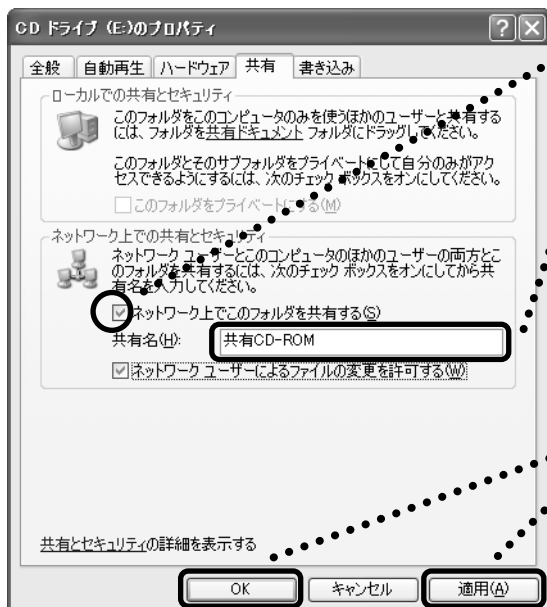 CD ドライブ (E:)のプロパティ
全般 自動再生 ハードウェア 共有 書き込み
ローカルでの共有とセキュリティ
このフォルダをこのコンピュータのみを使うほかのユーザーと共有する
には、フォルダを共有ドキュメント フォルダにドラッグしてください。
このフォルダとそのサブフォルダをプライベートにして自分のみがアク
セスできるようにするには、次のチェック ボックスをオンにしてください。
このフォルダをプライベートにする(M)
ネットワーク上での共有とセキュリティ
ネットワーク ユーザーとこのコンピュータのほかのユーザーの両方とこ
のフォルダを共有するには、次のチェック ボックスをオンにしてから共
有名を入力してください。
ネットワーク上でこのフォルダを共有する(S)
共有名(H): 共有CD-ROM
ネットワーク ユーザーによるファイルの変更を許可する(W)
共有とセキュリティの詳細を表示する
OK キャンセル 適用(A)